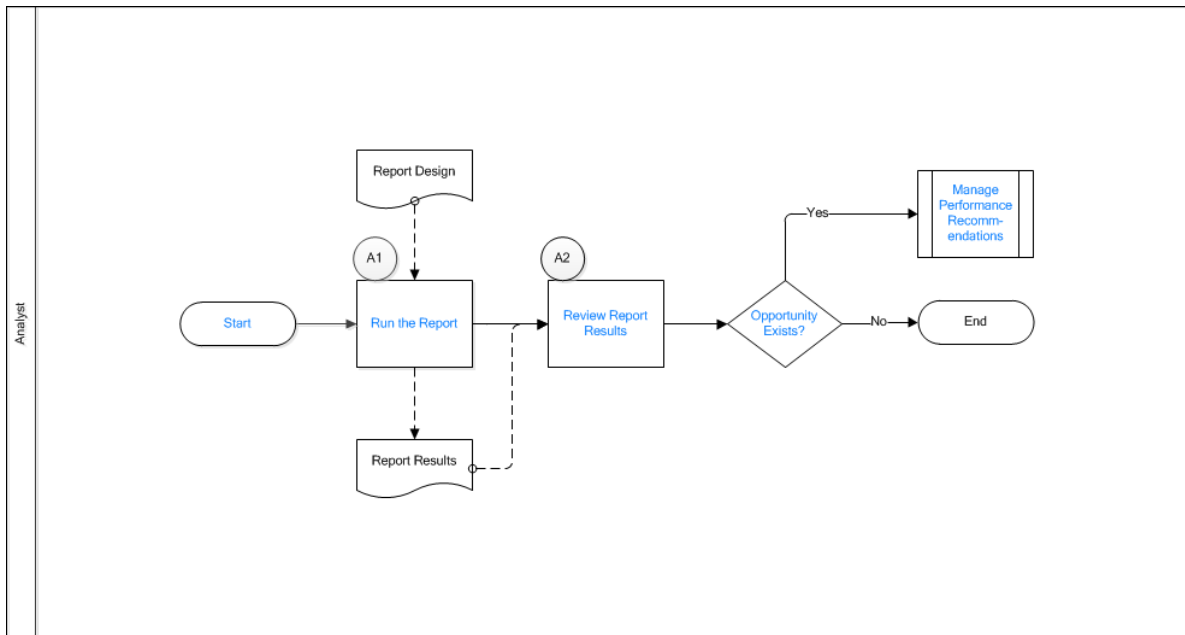 Analyst
Report Design
A1
A2
Start
Run the Report
Review Report
Results
Opportunity
Exists?
Yes
Manage
Performance
Recomm-
endations
No
End
Report Results